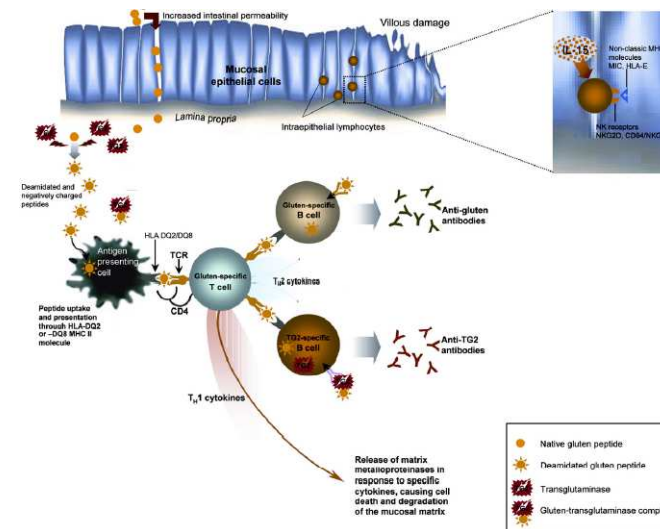 Increased intestinal permeability
Villous damage
Mucosal
epithelial cells
Lamina propria
Intraepithelial lymphocytes
IL-15
Non-classic MH
molecules
MIC, HLA-E
NK receptors
NKG2D, CD64/NKG
Deamidated and
negatively charged
peptides
HLA DQ2/DQ8
TCR
Antigen
presenting
cell
CD4
Peptide uptake
and presentation
through HLA-DQ2
or –DQ8 MHC II
molecule
Gluten-specific
T cell
Gluten-specific
B cell
Anti-gluten
antibodies
TH2 cytokines
TG2-specific
B cell
Anti-TG2
antibodies
TH1 cytokines
Release of matrix
metalloproteinases in
response to specific
cytokines, causing cell
death and degradation
of the mucosal matrix
Native gluten peptide
Deamidated gluten peptide
Transglutaminase
Gluten-transglutaminase comp